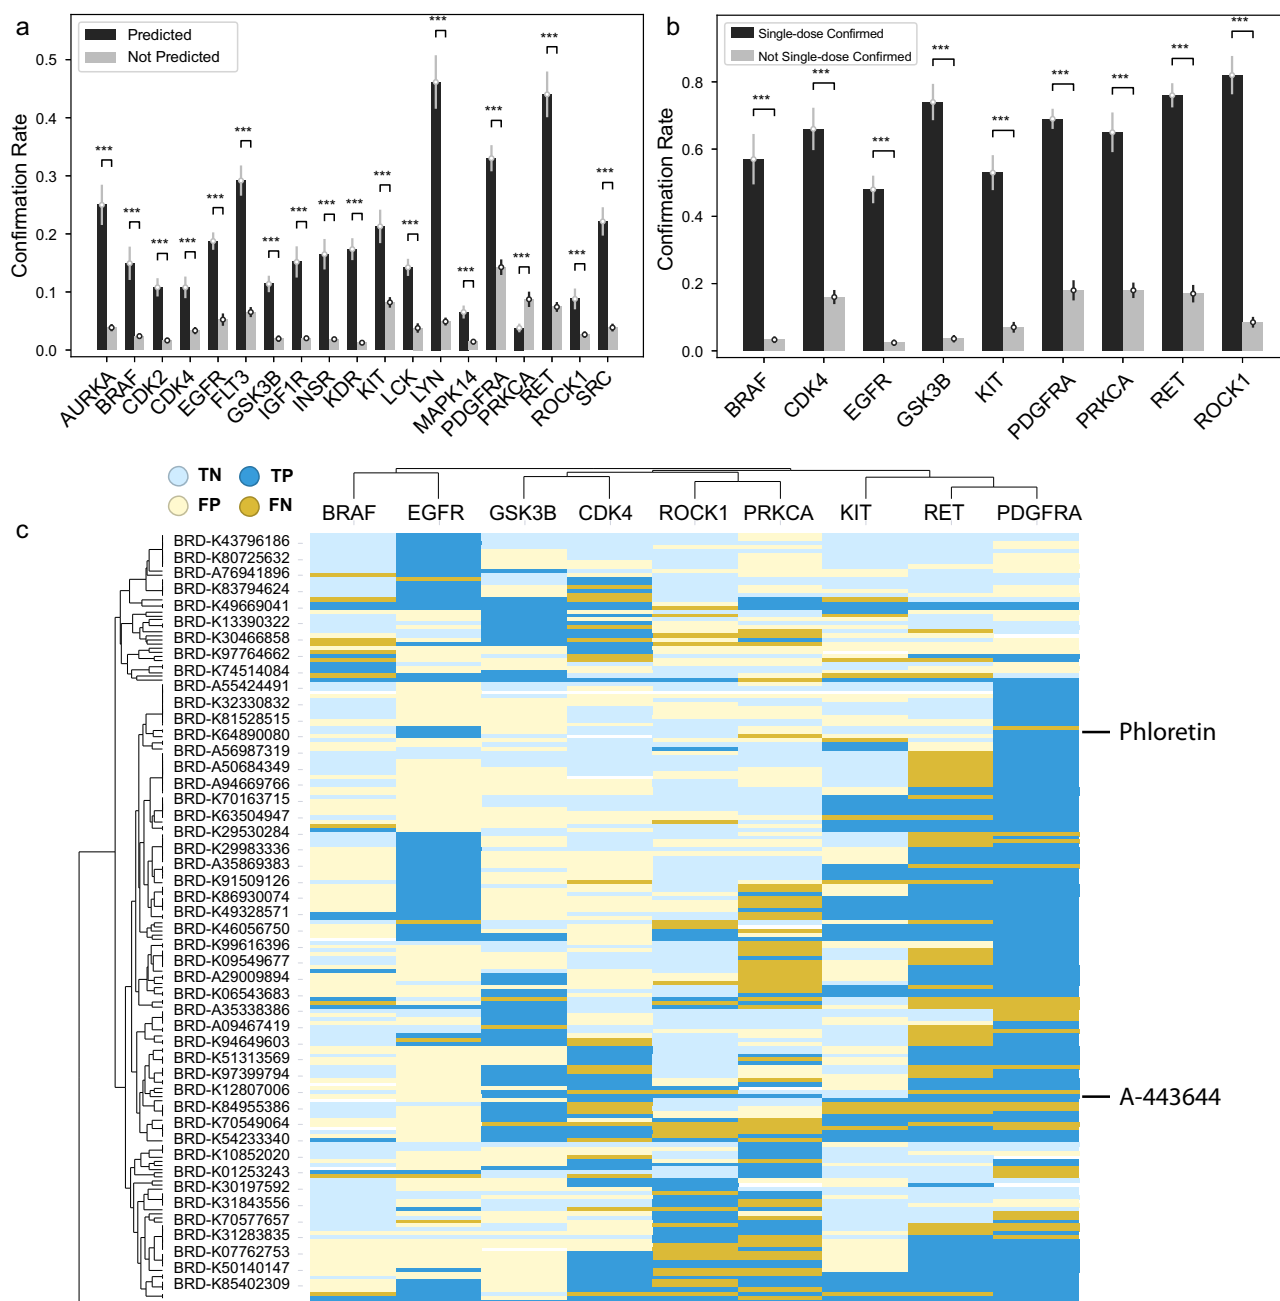 a
Predicted
Not Predicted
Confirmation Rate
0.5
0.4
0.3
0.2
0.1
0.0
*** *** *** *** *** *** *** *** *** *** *** *** *** *** *** *** *** *** ***
AURKA BRAF CDK2 CDK4 EGFR FLT3 GSK3B IGF1R INSR KDR KIT LCK LYN MAPK14 PDGFRA PRKCA RET ROCK1 SRC
b
Single-dose Confirmed
Not Single-dose Confirmed
Confirmation Rate
0.8
0.6
0.4
0.2
0.0
*** *** *** *** *** *** *** *** ***
BRAF CDK4 EGFR GSK3B KIT PDGFRA PRKCA RET ROCK1
TN TP
FP FN
c
BRAF EGFR GSK3B CDK4 ROCK1 PRKCA KIT RET PDGFRA
BRD-K43796186
BRD-K80725632
BRD-A76941896
BRD-K83794624
BRD-K49669041
BRD-K13390322
BRD-K30466858
BRD-K97764662
BRD-K74514084
BRD-A55424491
BRD-K32330832
BRD-K81528515
BRD-K64890080
Phloretin
BRD-A56987319
BRD-A50684349
BRD-A94669766
BRD-K70163715
BRD-K63504947
BRD-K29530284
BRD-K29983336
BRD-A35869383
BRD-K91509126
BRD-K86930074
BRD-K49328571
BRD-K46056750
BRD-K99616396
BRD-K09549677
BRD-A29009894
BRD-K06543683
BRD-A35338386
BRD-A09467419
BRD-K94649603
BRD-K51313569
BRD-K97399794
BRD-K12807006
A-443644
BRD-K84955386
BRD-K70549064
BRD-K54233340
BRD-K10852020
BRD-K01253243
BRD-K30197592
BRD-K31843556
BRD-K70577657
BRD-K31283835
BRD-K07762753
BRD-K50140147
BRD-K85402309